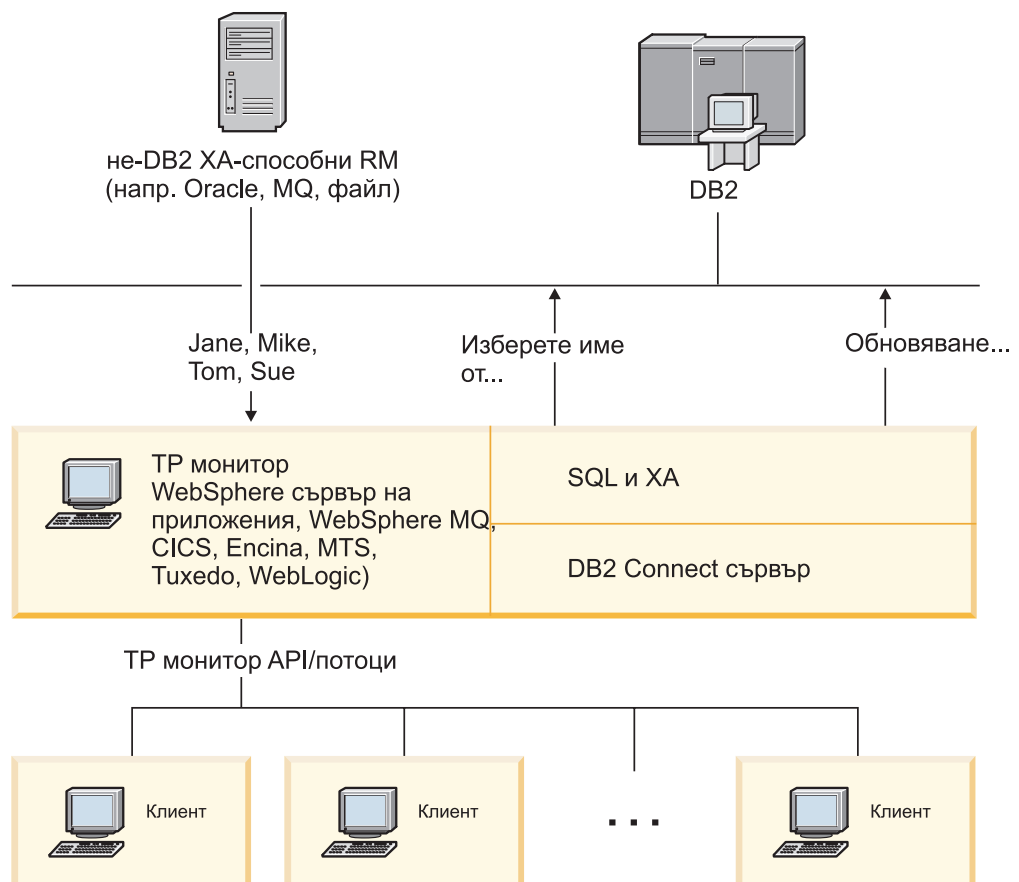 не-DB2 XA-способни RM
(напр. Oracle, MQ, файл)
DB2
Jane, Mike,
Tom, Sue
Изберете име
от...
Обновяване...
TP монитор
WebSphere сървър на
приложения, WebSphere MQ,
CICS, Encina, MTS,
Tuxedo, WebLogic)
SQL и XA
DB2 Connect сървър
TP монитор API/потоци
Клиент
Клиент
. . .
Клиент